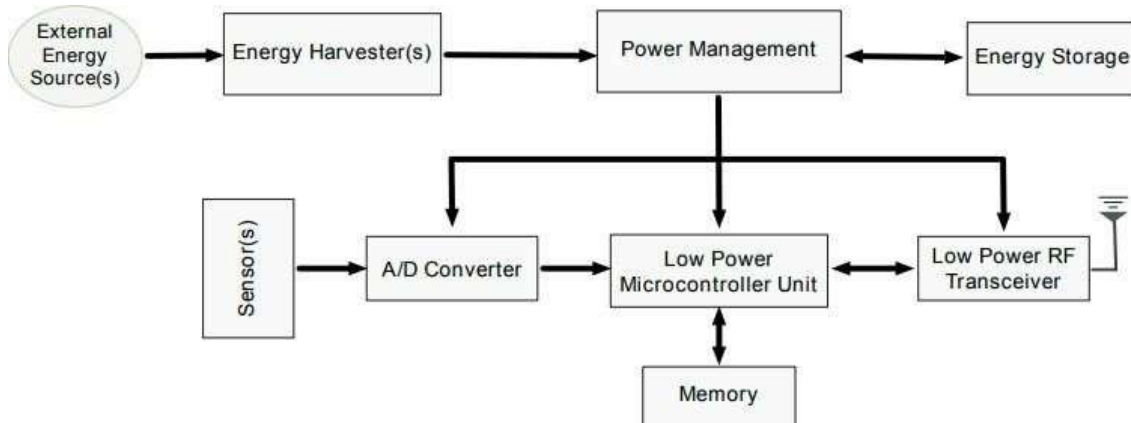 External
Energy
Source(s)
Energy Harvester(s)
Power Management
Energy Storage
Sensor(s)
A/D Converter
Low Power
Microcontroller Unit
Low Power RF
Transceiver
Memory